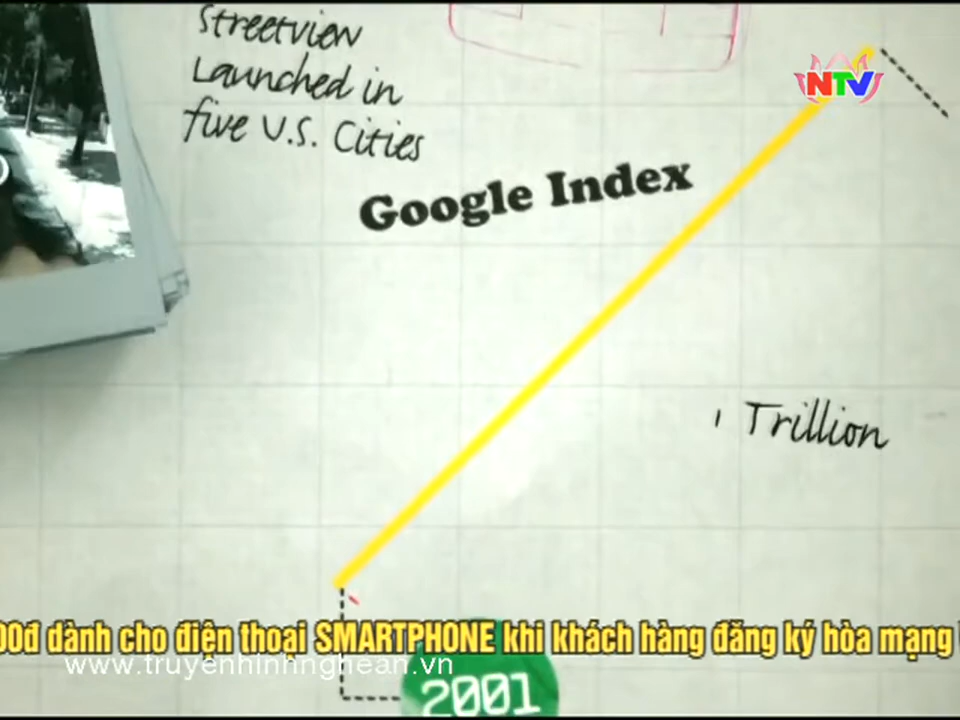 Streetview
Launched in
five U.S. Cities
NTV
Google Index
1 Trillion
00đ dành cho điện thoại SMARTPHONE khi khách hàng đăng ký hòa mạng
www.truyenhinhnghean.vn
2001